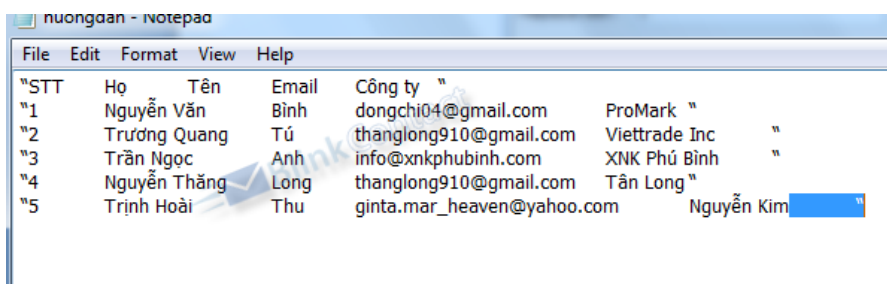 huongdan - Notepad
File Edit Format View Help
"STT Họ Tên Email Công ty "
"1 Nguyễn Văn Bình dongchi04@gmail.com ProMark "
"2 Trương Quang Tú thanglong910@gmail.com Viettrade Inc "
"3 Trần Ngọc Anh info@xnkphubinh.com XNK Phú Bình "
"4 Nguyễn Thăng Long thanglong910@gmail.com Tân Long "
"5 Trịnh Hoài Thu ginta.mar_heaven@yahoo.com Nguyễn Kim "